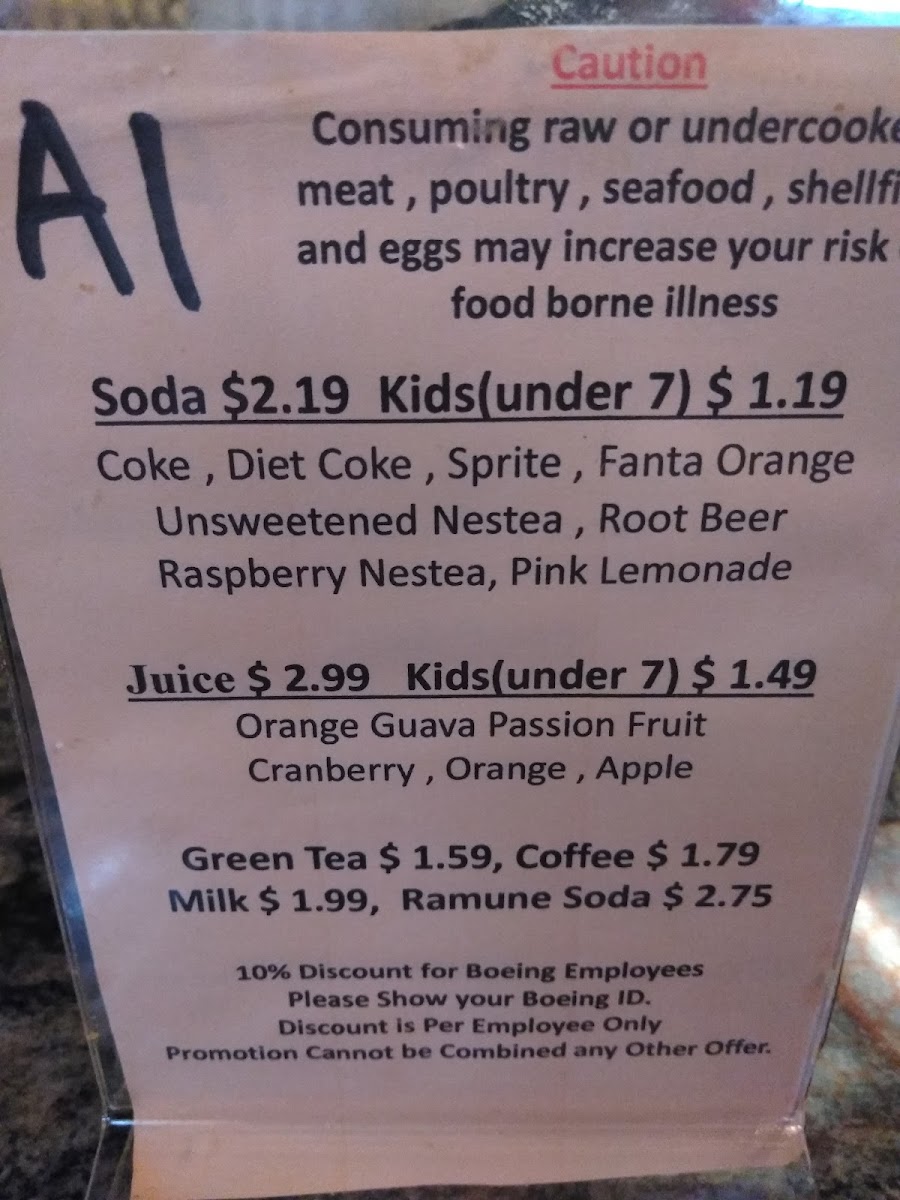 Caution
A1
Consuming raw or undercooke
meat , poultry , seafood , shellfi
and eggs may increase your risk
food borne illness
Soda $2.19 Kids(under 7) $ 1.19
Coke , Diet Coke , Sprite , Fanta Orange
Unsweetened Nestea , Root Beer
Raspberry Nestea, Pink Lemonade
Juice $ 2.99 Kids(under 7) $ 1.49
Orange Guava Passion Fruit
Cranberry , Orange , Apple
Green Tea $ 1.59, Coffee $ 1.79
Milk $ 1.99, Ramune Soda $ 2.75
10% Discount for Boeing Employees
Please Show your Boeing ID.
Discount is Per Employee Only
Promotion Cannot be Combined any Other Offer.